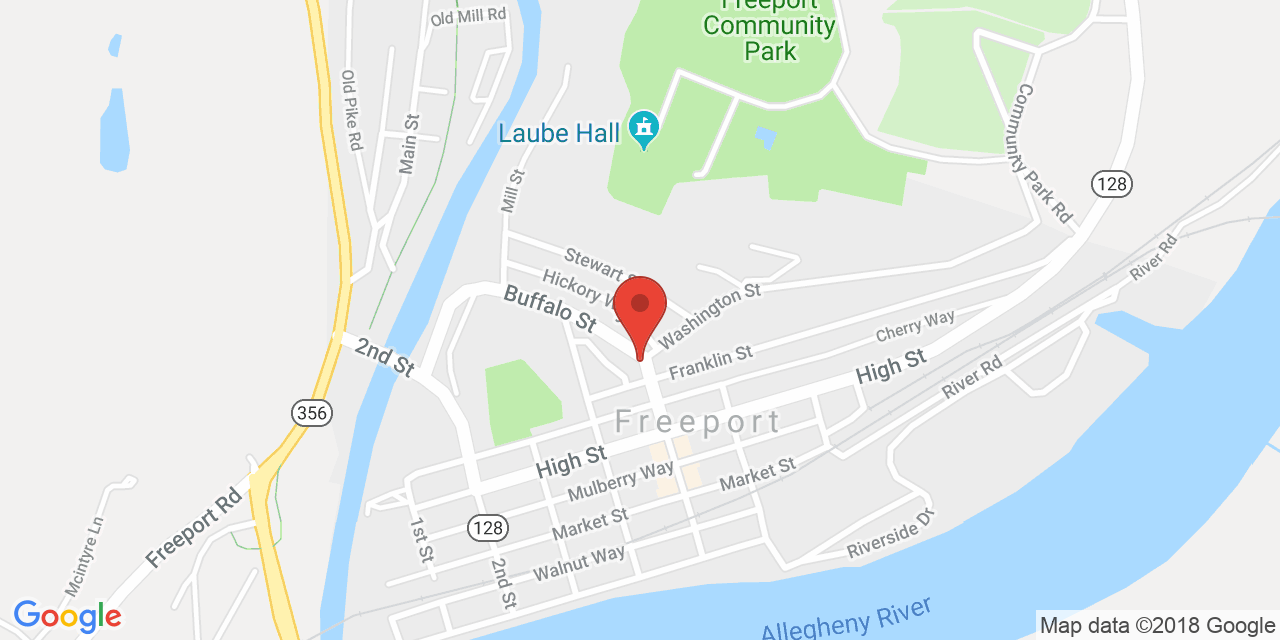 Old Mill Rd
Freeport
Community
Park
Old Pike Rd
Main St
Laube Hall
Mill St
Community Park Rd
128
River Rd
Stewart S
Hickory W
Buffalo St
Washington St
2nd St
Cherry Way
Franklin St
High St
River Rd
356
Freeport
High St
Mulberry Way
Market St
Freeport Rd
1st St
128
Market St
Riverside Dr
McIntyre Ln
Walnut Way
2nd St
Google
Allegheny River
Map data ©2018 Google